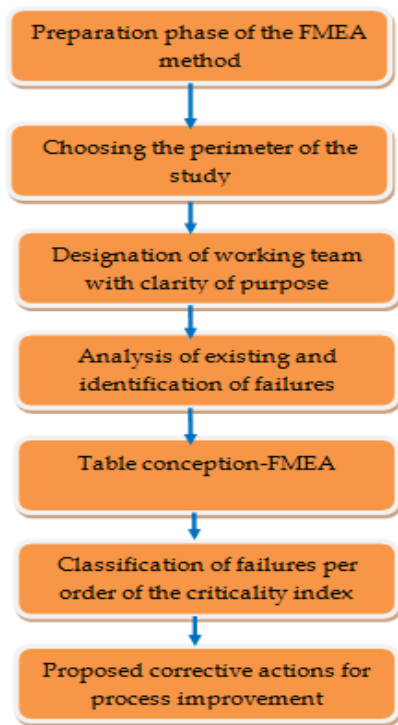 Preparation phase of the FMEA
method
Choosing the perimeter of the
study
Designation of working team
with clarity of purpose
Analysis of existing and
identification of failures
Table conception-FMEA
Classification of failures per
order of the criticality index
Proposed corrective actions for
process improvement